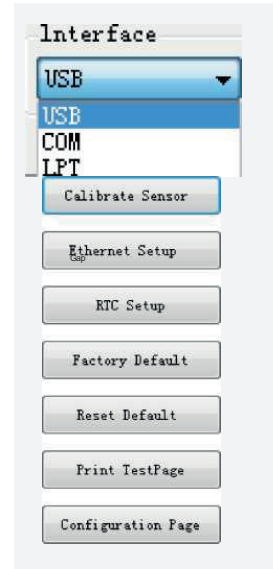 Interface
USB
USB
COM
LPT
Calibrate Sensor
Ethernet Setup
Gap
RTC Setup
Factory Default
Reset Default
Print TestPage
Configuration Page